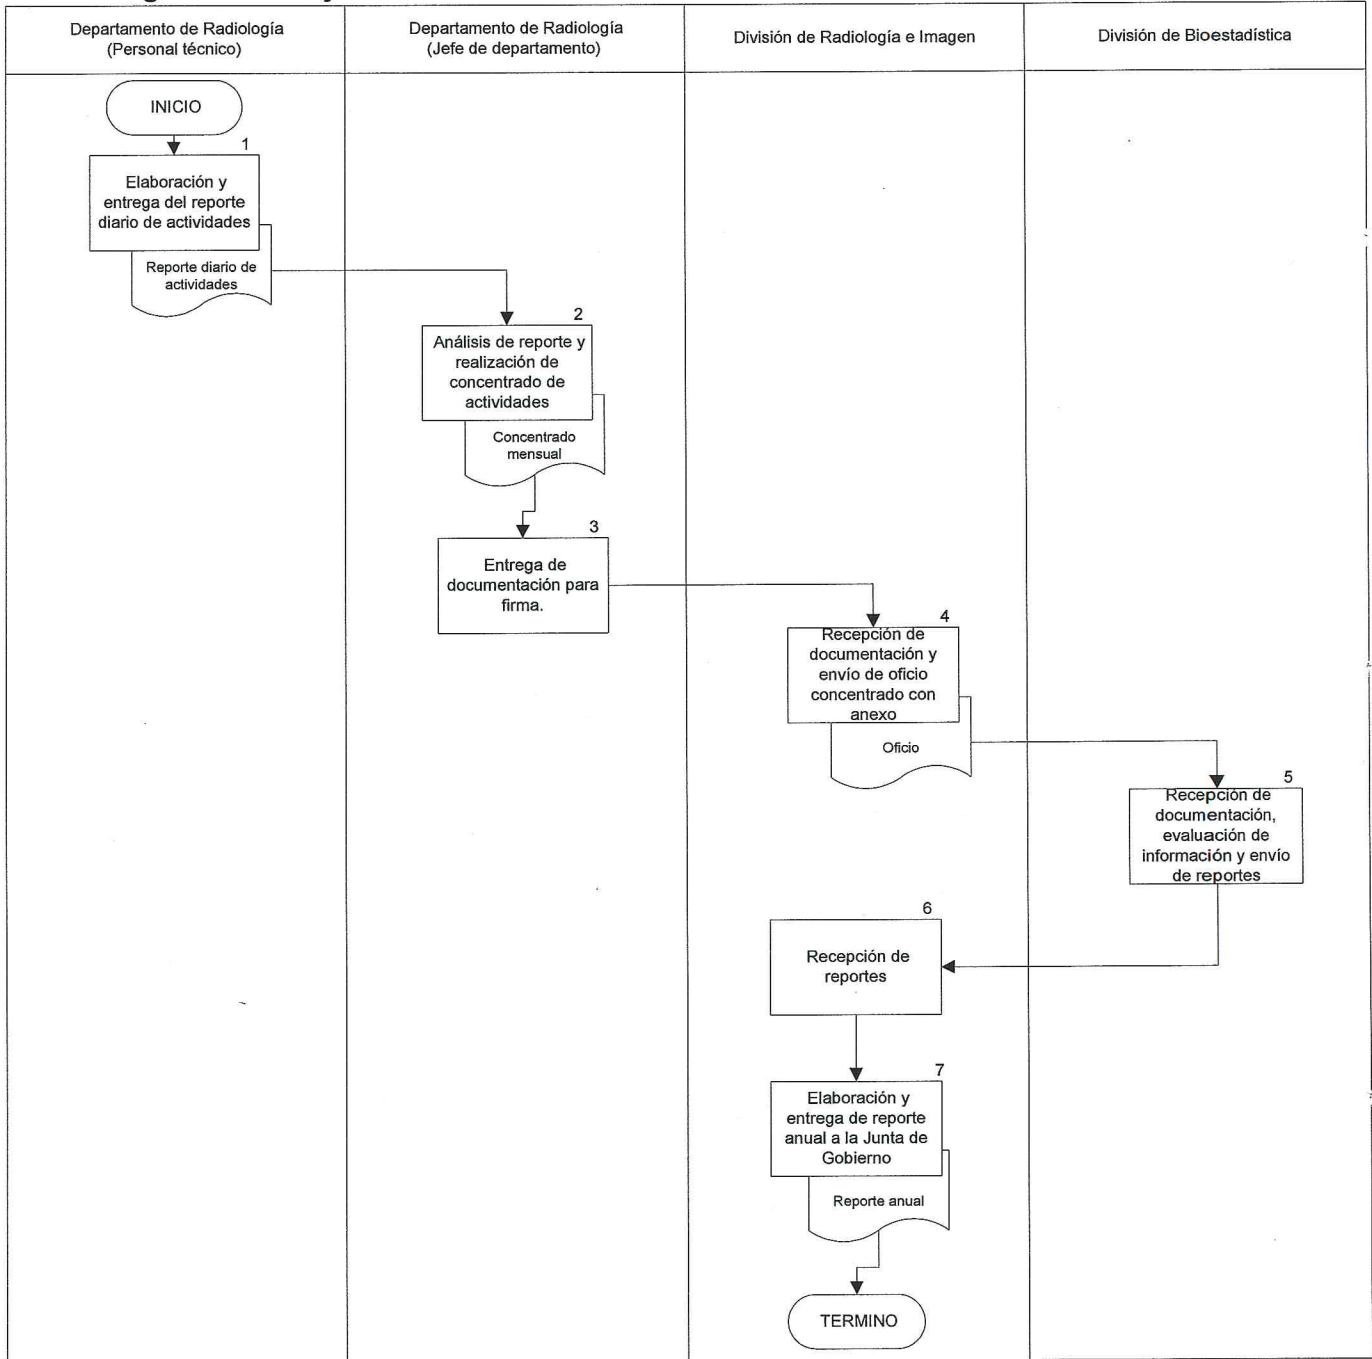 Departamento de Radiología
(Personal técnico)
Departamento de Radiología
(Jefe de departamento)
División de Radiología e Imagen
División de Bioestadística
INICIO
1
Elaboración y
entrega del reporte
diario de actividades
Reporte diario de
actividades
2
Análisis de reporte y
realización de
concentrado de
actividades
Concentrado
mensual
3
Entrega de
documentación para
firma.
4
Recepción de
documentación y
envío de oficio
concentrado con
anexo
Oficio
5
Recepción de
documentación,
evaluación de
información y envío
de reportes
6
Recepción de
reportes
7
Elaboración y
entrega de reporte
anual a la Junta de
Gobierno
Reporte anual
TERMINO